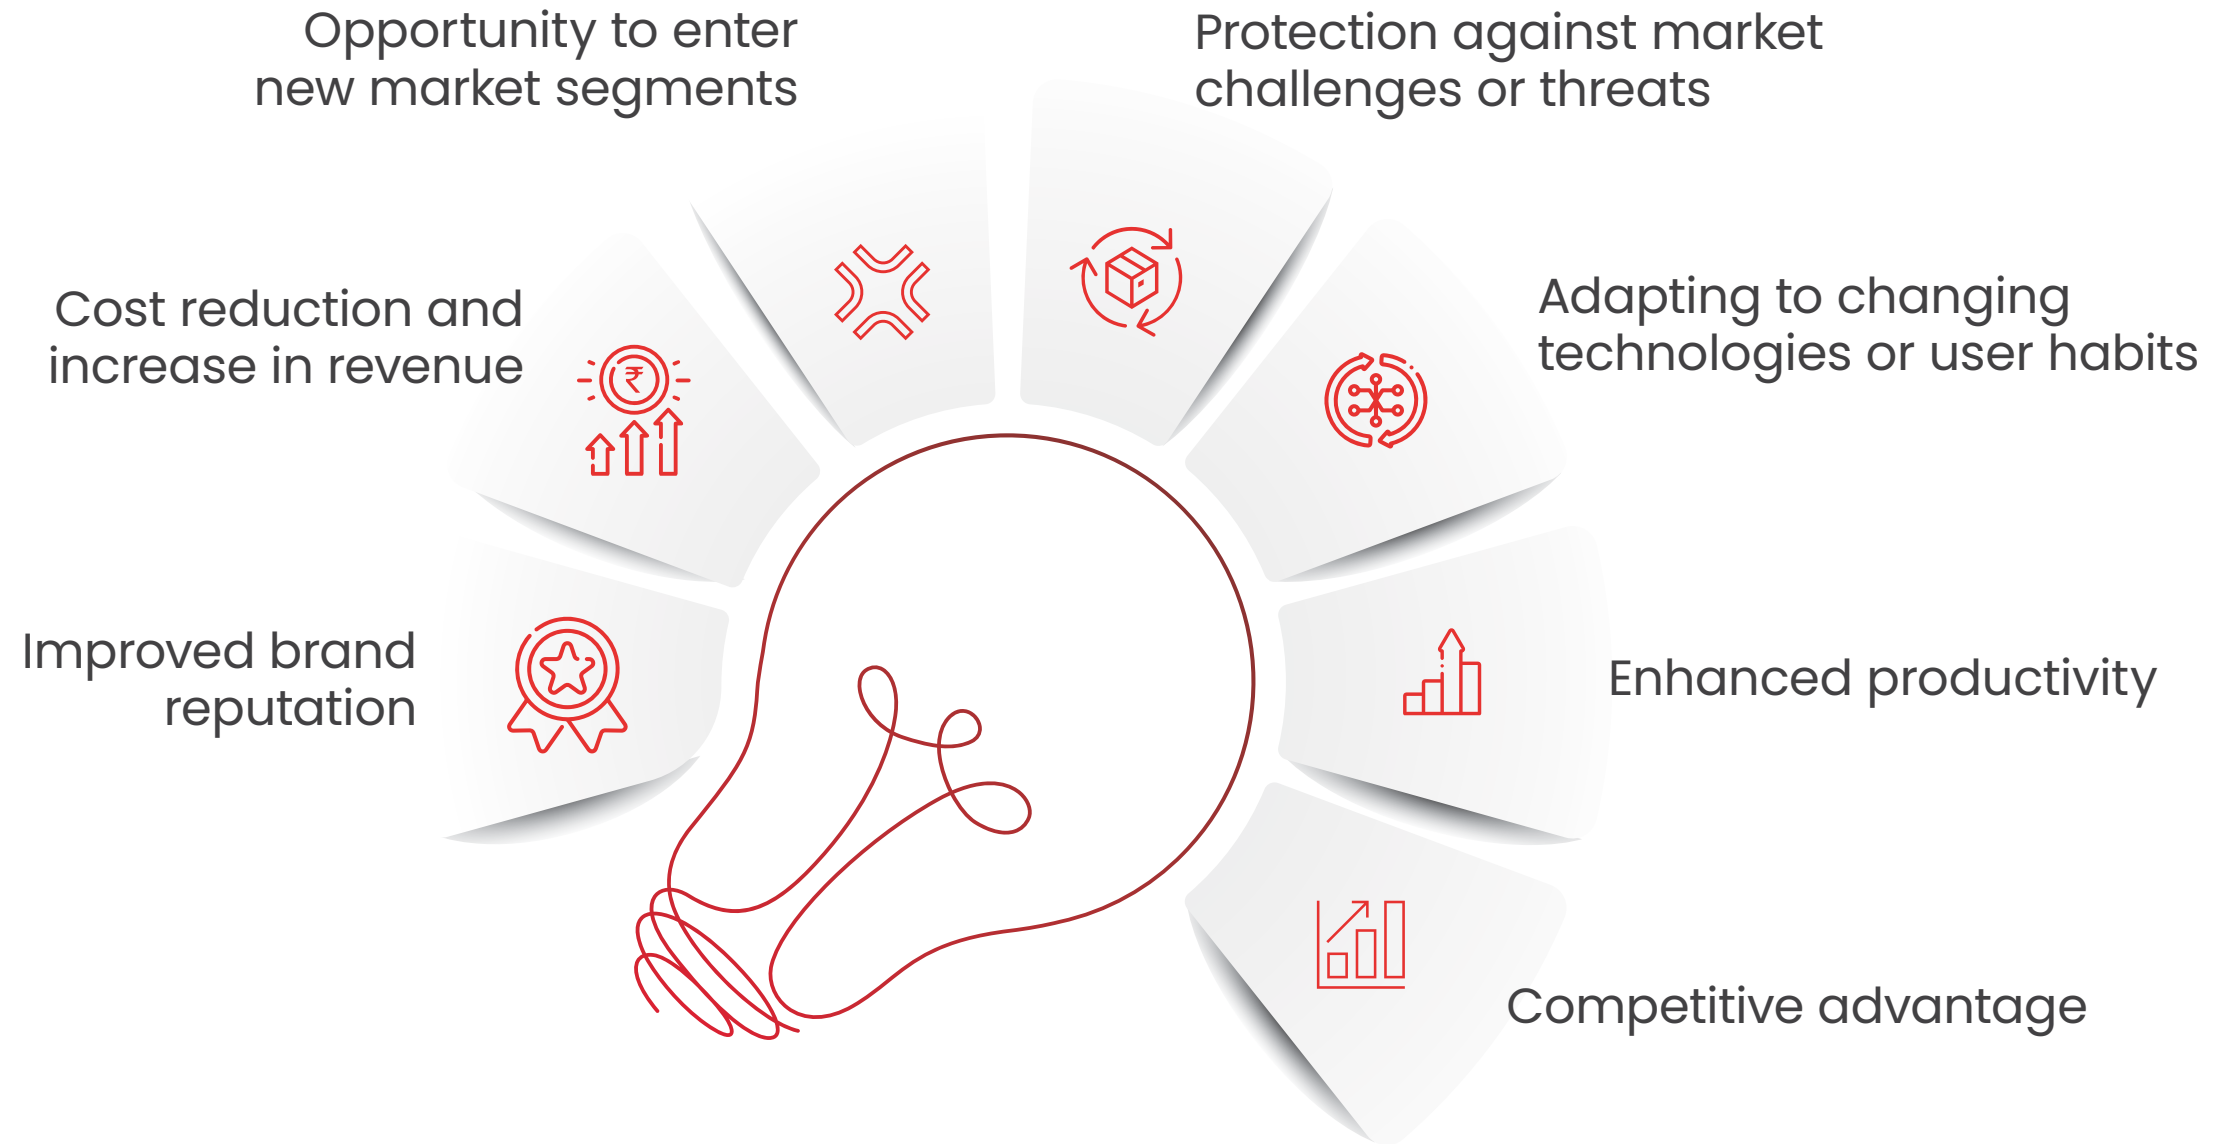 Opportunity to enter
new market segments
Protection against market
challenges or threats
Cost reduction and
increase in revenue
₹
Adapting to changing
technologies or user habits
Improved brand
reputation
Enhanced productivity
Competitive advantage